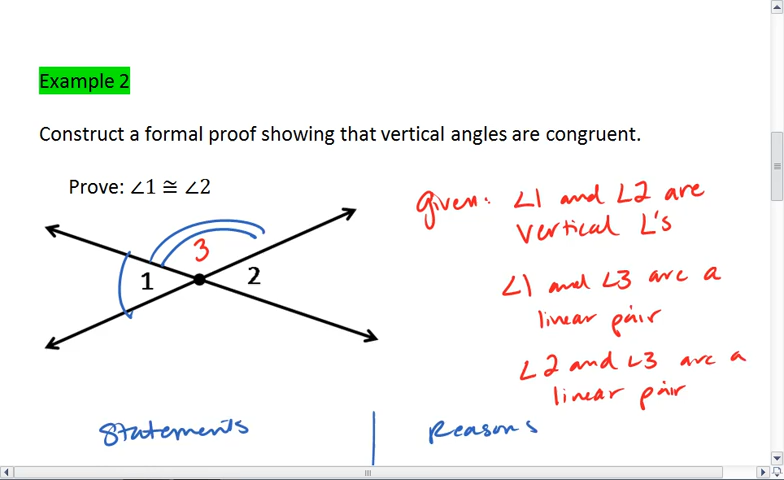 Example 2
Construct a formal proof showing that vertical angles are congruent.
Prove: ∠1 ≅ ∠2
Given: ∠1 and ∠2 are
vertical ∠'s
∠1 and ∠3 are a
linear pair
∠2 and ∠3 are a
linear pair
3
1
2
Statements
Reasons